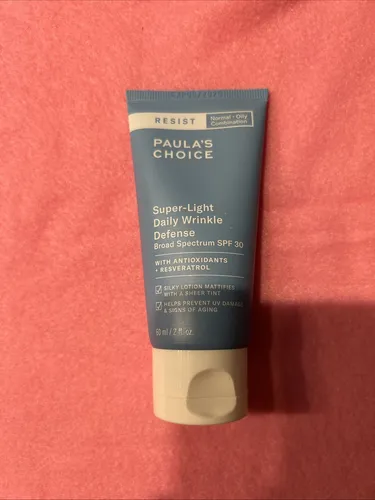 RESIST
Normal · Oily
Combination
PAULA'S
CHOICE
Super-Light
Daily Wrinkle
Defense
Broad Spectrum SPF 30
WITH ANTIOXIDANTS
+ RESVERATROL
SILKY LOTION MATTIFIES
WITH A SHEER TINT
HELPS PREVENT UV DAMAGE
& SIGNS OF AGING
60 ml / 2 fl. oz.